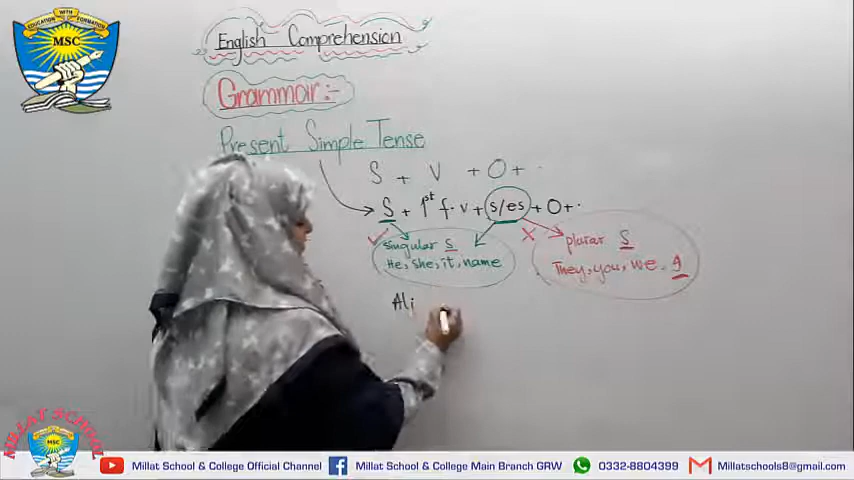 EDUCATION WITH FORMATION
MSC
English Comprehension
Grammar:-
Present Simple Tense
S + V + O + .
S + 1st f. v + s/es + O + .
singular S
He, she, it, name
plurar S
They, you, we. I
Ali
MILLAT SCHOOL
MSC
Millat School & College Official Channel
Millat School & College Main Branch GRW
0332-8804399
Millatschools8@gmail.com